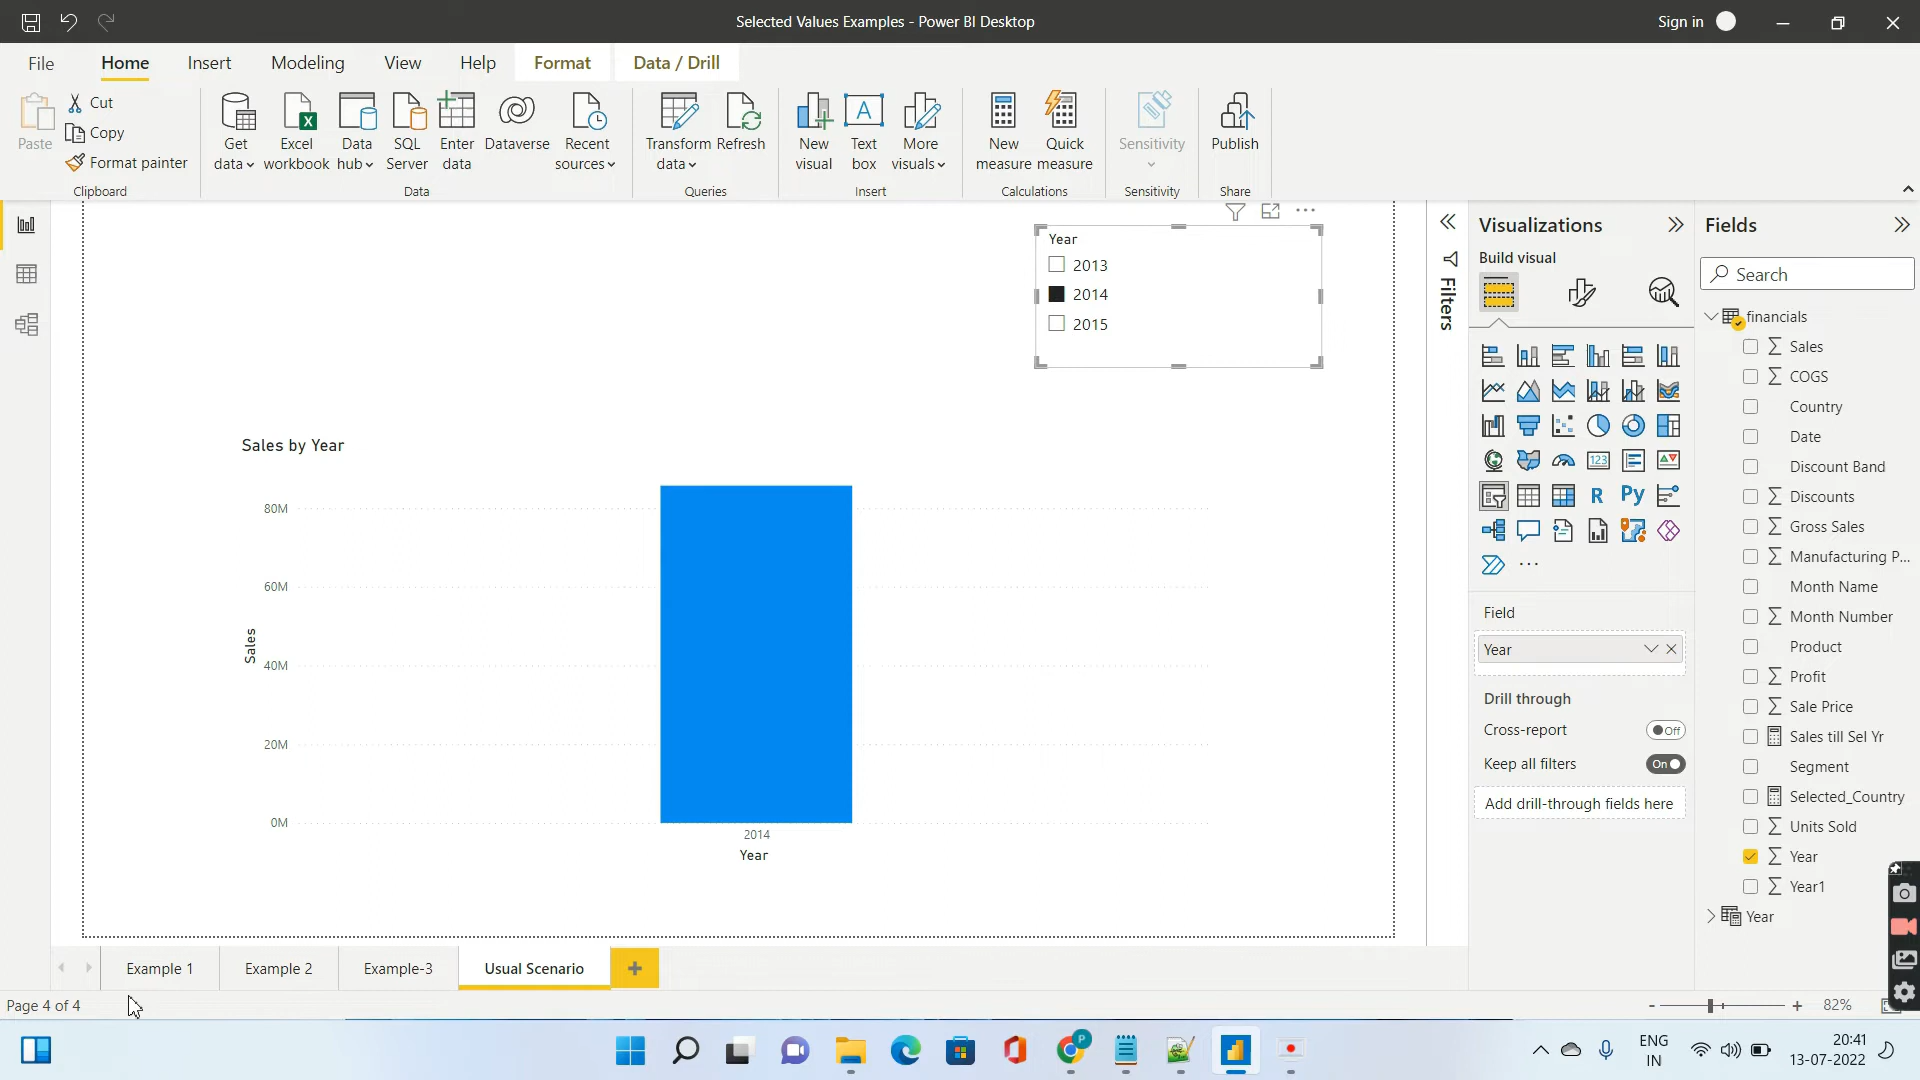 Selected Values Examples - Power BI Desktop
Sign in
File
Home
Insert
Modeling
View
Help
Format
Data / Drill
Paste
Cut
Copy
Format painter
Clipboard
Get data
Excel workbook
Data hub
SQL Server
Enter data
Dataverse
Recent sources
Data
Transform data
Refresh
Queries
New visual
Text box
More visuals
Insert
New measure
Quick measure
Calculations
Sensitivity
Sensitivity
Publish
Share
Year
2013
2014
2015
Sales by Year
80M
60M
40M
20M
0M
Sales
2014
Year
Filters
Visualizations
Build visual
123
R
Py
Field
Year
Drill through
Cross-report
Off
Keep all filters
On
Add drill-through fields here
Fields
Search
financials
Sales
COGS
Country
Date
Discount Band
Discounts
Gross Sales
Manufacturing P...
Month Name
Month Number
Product
Profit
Sale Price
Sales till Sel Yr
Segment
Selected_Country
Units Sold
Year
Year1
Year
Example 1
Example 2
Example-3
Usual Scenario
Page 4 of 4
82%
P
ENG
IN
20:41
13-07-2022